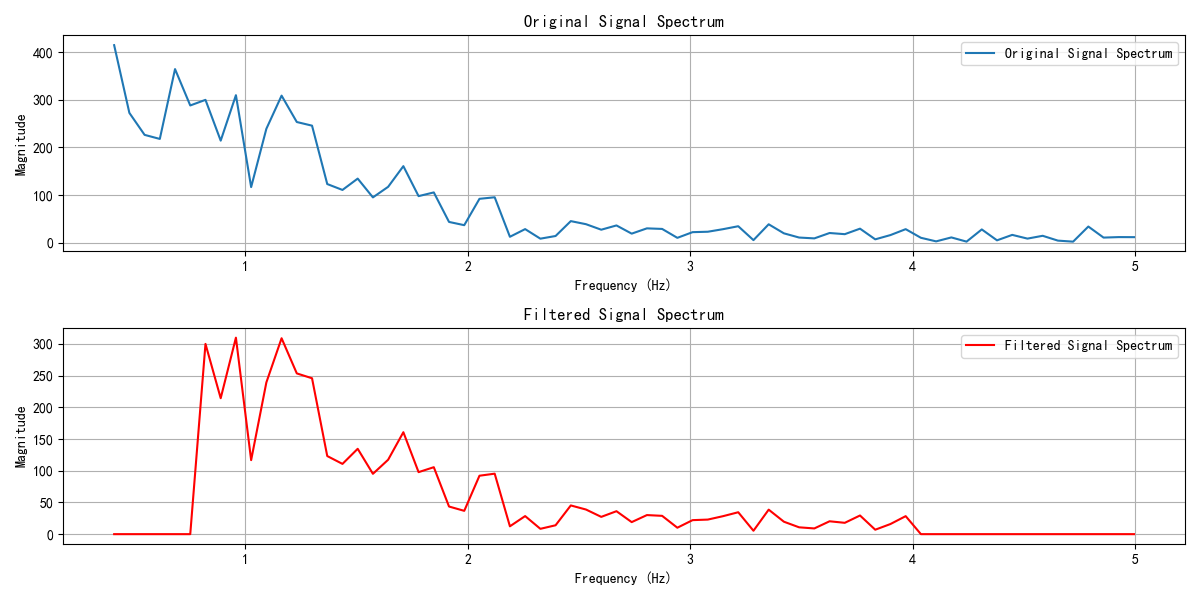 Original Signal Spectrum
400
300
200
100
0
Magnitude
Original Signal Spectrum
1 2 3 4 5
Frequency (Hz)
Filtered Signal Spectrum
300
250
200
150
100
50
0
Magnitude
Filtered Signal Spectrum
1 2 3 4 5
Frequency (Hz)